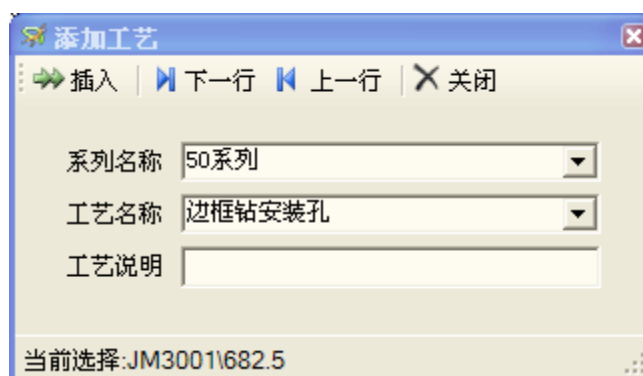 添加工艺
插入 下一行 上一行 关闭
系列名称 50系列
工艺名称 边框钻安装孔
工艺说明
当前选择:JM3001\682.5